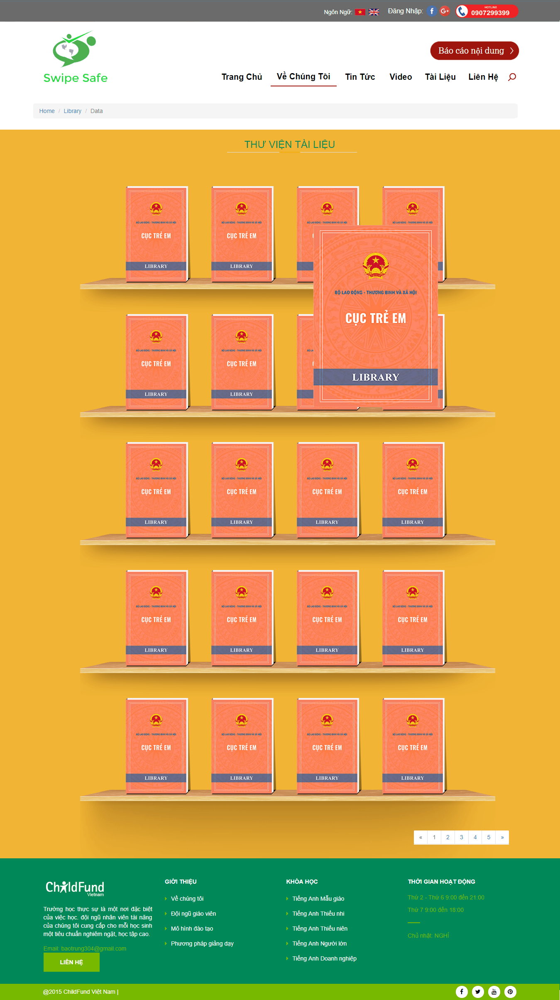 Ngôn Ngữ:
Đăng Nhập:
HOTLINE
0907299399
Swipe Safe
Báo cáo nội dung
Trang Chủ
Về Chúng Tôi
Tin Tức
Video
Tài Liệu
Liên Hệ
Home / Library / Data
THƯ VIỆN TÀI LIỆU
BỘ LAO ĐỘNG - THƯƠNG BINH VÀ XÃ HỘI
BỘ LAO ĐỘNG - THƯƠNG BINH VÀ XÃ HỘI
BỘ LAO ĐỘNG - THƯƠNG BINH VÀ XÃ HỘI
BỘ LAO ĐỘNG - THƯƠNG BINH VÀ XÃ HỘI
CỤC TRẺ EM
CỤC TRẺ EM
LIBRARY
LIBRARY
BỘ LAO ĐỘNG - THƯƠNG BINH VÀ XÃ HỘI
CỤC TRẺ EM
LIBRARY
BỘ LAO ĐỘNG - THƯƠNG BINH VÀ XÃ HỘI
BỘ LAO ĐỘNG - THƯƠNG BINH VÀ XÃ HỘI
CỤC TRẺ EM
CỤC TRẺ EM
LIBRARY
LIBRARY
BỘ LAO ĐỘNG - THƯƠNG BINH VÀ XÃ HỘI
BỘ LAO ĐỘNG - THƯƠNG BINH VÀ XÃ HỘI
BỘ LAO ĐỘNG - THƯƠNG BINH VÀ XÃ HỘI
BỘ LAO ĐỘNG - THƯƠNG BINH VÀ XÃ HỘI
CỤC TRẺ EM
CỤC TRẺ EM
CỤC TRẺ EM
CỤC TRẺ EM
LIBRARY
LIBRARY
LIBRARY
LIBRARY
BỘ LAO ĐỘNG - THƯƠNG BINH VÀ XÃ HỘI
BỘ LAO ĐỘNG - THƯƠNG BINH VÀ XÃ HỘI
BỘ LAO ĐỘNG - THƯƠNG BINH VÀ XÃ HỘI
BỘ LAO ĐỘNG - THƯƠNG BINH VÀ XÃ HỘI
CỤC TRẺ EM
CỤC TRẺ EM
CỤC TRẺ EM
CỤC TRẺ EM
LIBRARY
LIBRARY
LIBRARY
LIBRARY
BỘ LAO ĐỘNG - THƯƠNG BINH VÀ XÃ HỘI
BỘ LAO ĐỘNG - THƯƠNG BINH VÀ XÃ HỘI
BỘ LAO ĐỘNG - THƯƠNG BINH VÀ XÃ HỘI
BỘ LAO ĐỘNG - THƯƠNG BINH VÀ XÃ HỘI
CỤC TRẺ EM
CỤC TRẺ EM
CỤC TRẺ EM
CỤC TRẺ EM
LIBRARY
LIBRARY
LIBRARY
LIBRARY
« 1 2 3 4 5 »
ChildFund
Vietnam
Trường học thực sự là một nơi đặc biệt
của việc học. đội ngũ nhân viên tài năng
của chúng tôi cung cấp cho mỗi học sinh
một tiêu chuẩn nghiêm ngặt, học tập cao.
Email: baotrung304@gmail.com
LIÊN HỆ
GIỚI THIỆU
Về chúng tôi
Đội ngũ giáo viên
Mô hình đào tạo
Phương pháp giảng dạy
KHÓA HỌC
Tiếng Anh Mẫu giáo
Tiếng Anh Thiếu nhi
Tiếng Anh Thiếu niên
Tiếng Anh Người lớn
Tiếng Anh Doanh nghiệp
THỜI GIAN HOẠT ĐỘNG
Thứ 2 - Thứ 6 9:00 đến 21:00
Thứ 7 9:00 đến 18:00
Chủ nhật: NGHỈ
@2015 ChildFund Việt Nam |